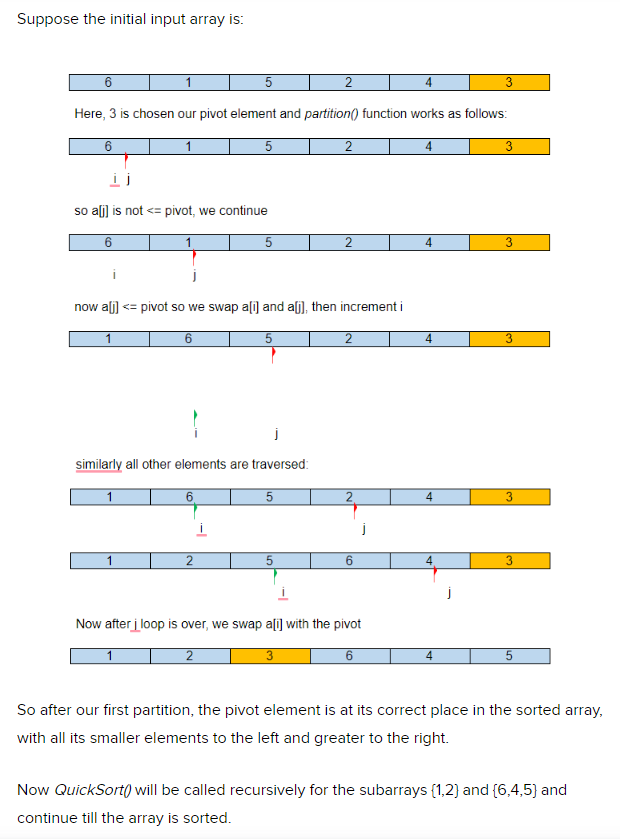 Suppose the initial input array is:
6 1 5 2 4 3
Here, 3 is chosen our pivot element and partition() function works as follows:
6 1 5 2 4 3
i j
so a[j] is not <= pivot, we continue
6 1 5 2 4 3
i j
now a[j] <= pivot so we swap a[i] and a[j], then increment i
1 6 5 2 4 3
i j
similarly all other elements are traversed:
1 6 5 2 4 3
i j
1 2 5 6 4 3
i j
Now after j loop is over, we swap a[i] with the pivot
1 2 3 6 4 5
So after our first partition, the pivot element is at its correct place in the sorted array,
with all its smaller elements to the left and greater to the right.
Now QuickSort() will be called recursively for the subarrays {1,2} and {6,4,5} and
continue till the array is sorted.